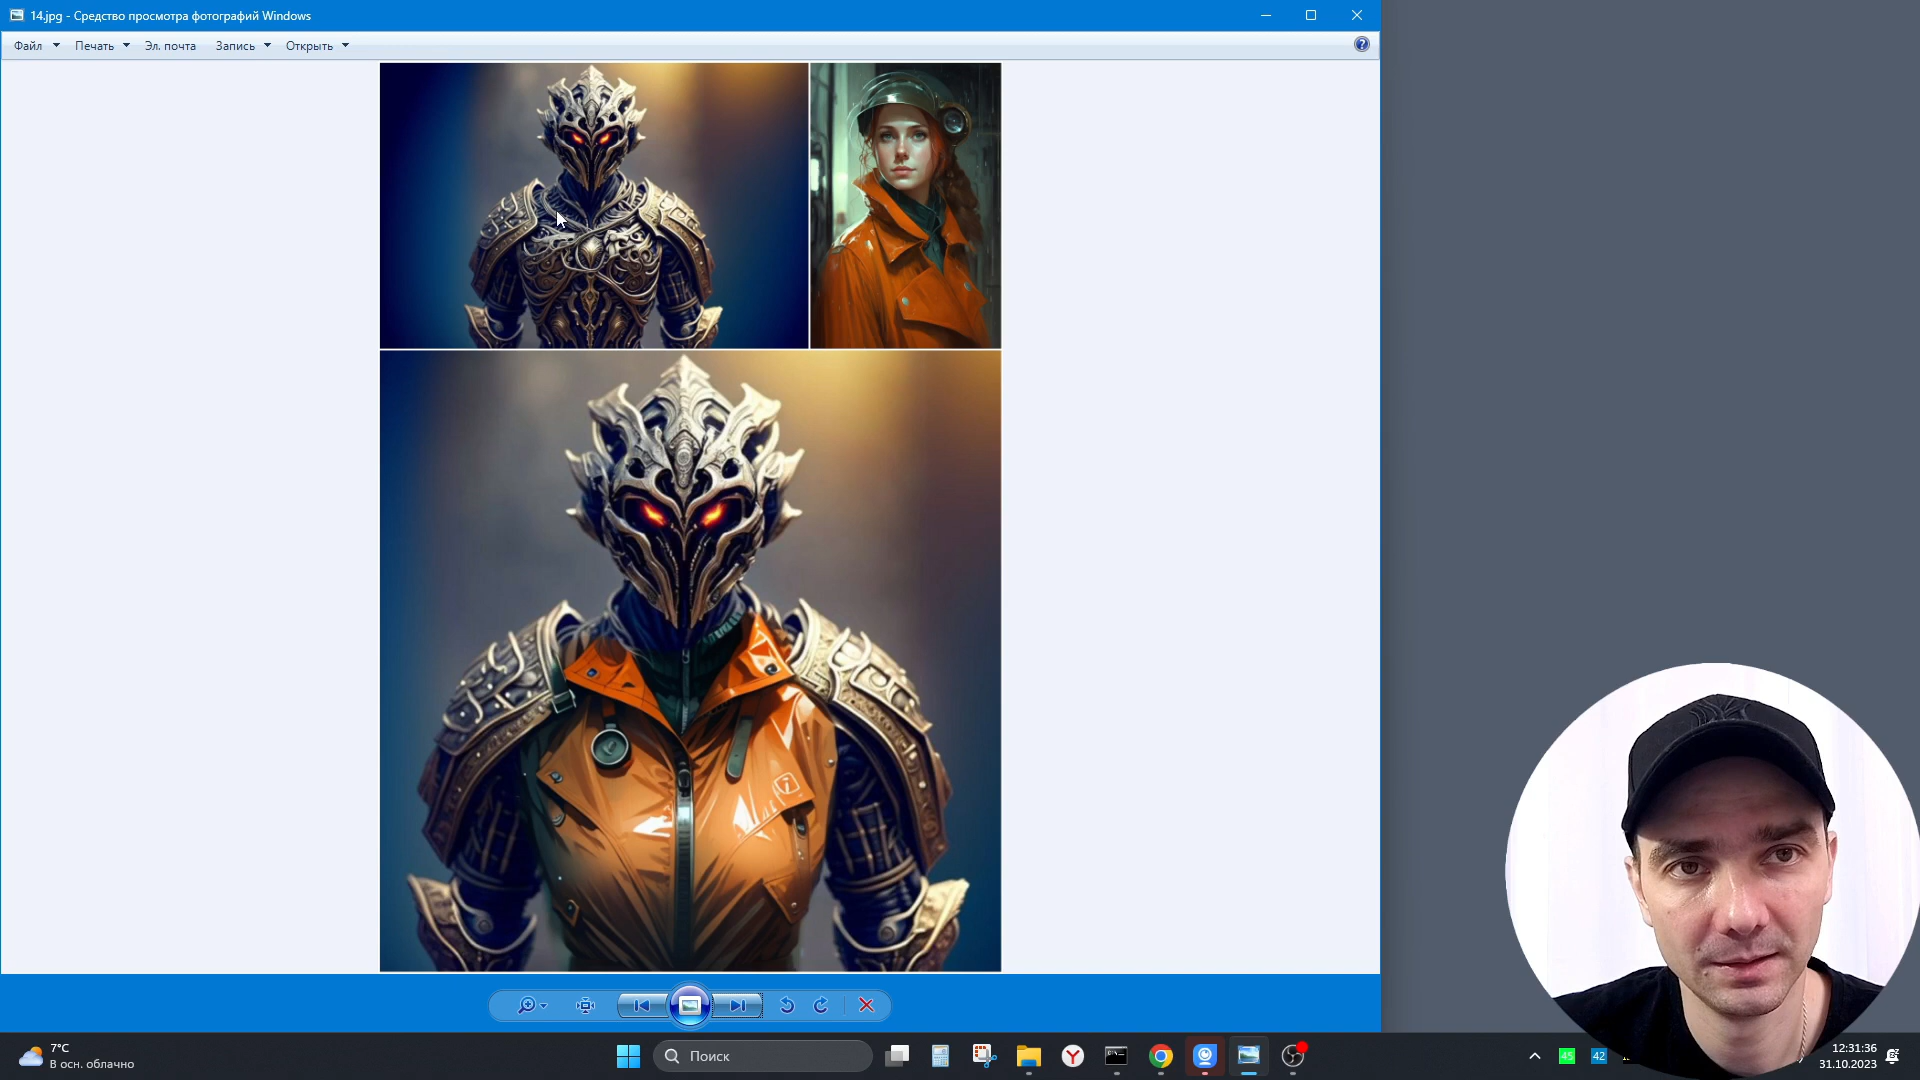 14.jpg - Средство просмотра фотографий Windows
Файл Печать Эл. почта Запись Открыть
7°C
В осн. облачно
Поиск
45 42
12:31:36
31.10.2023